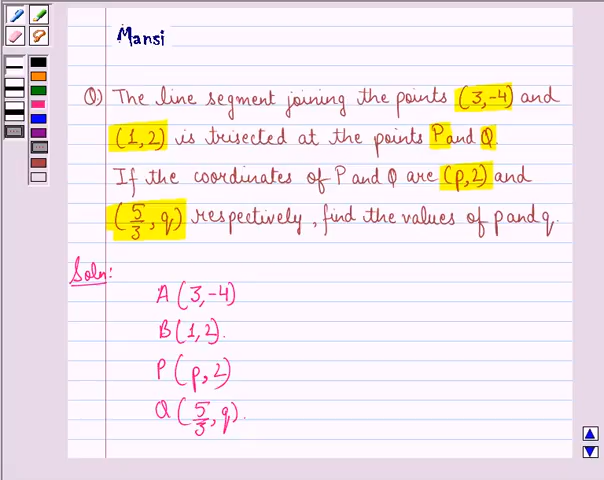 Mansi
Q) The line segment joining the points (3,-4) and
(1,2) is trisected at the points P and Q.
If the coordinates of P and Q are (p,2) and
(5/3, q) respectively, find the values of p and q.
Soln:
A (3,-4)
B (1,2).
P (p,2)
Q (5/3, q).